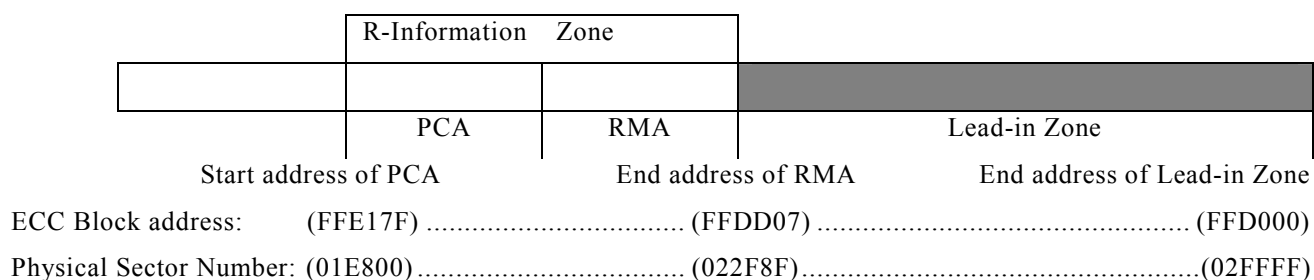 R-Information Zone
PCA RMA Lead-in Zone
Start address of PCA End address of RMA End address of Lead-in Zone
ECC Block address: (FFE17F) ................................... (FFDD07) .................................................. (FFD000)
Physical Sector Number: (01E800) .................................... (022F8F) .....................................................(02FFFF)